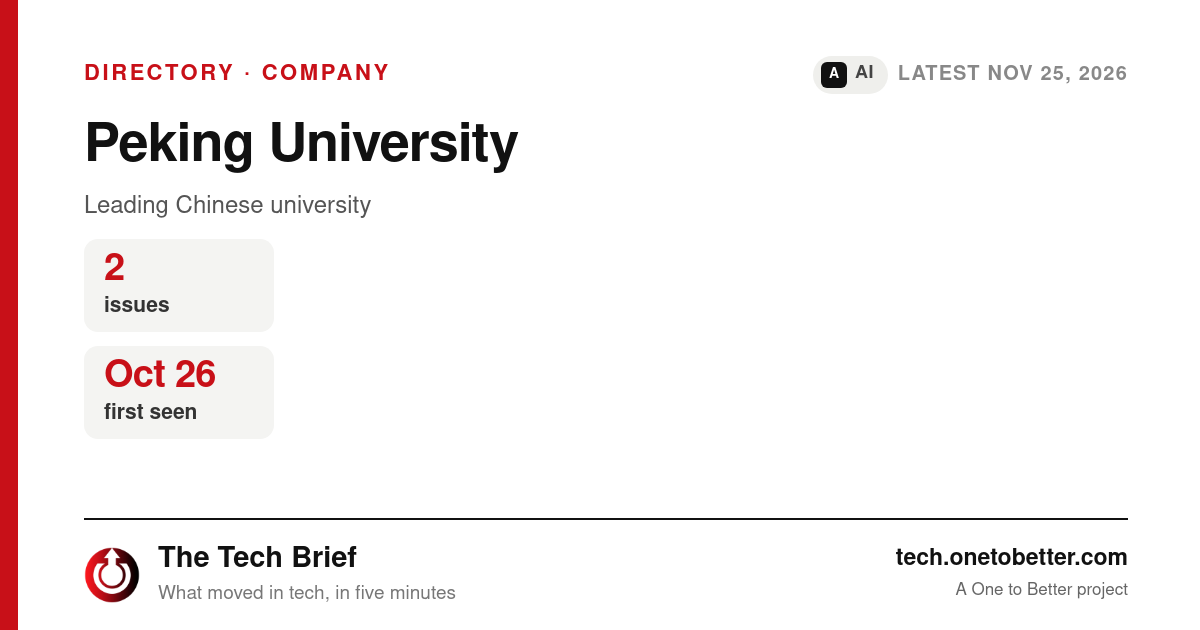 DIRECTORY · COMPANY
A AI LATEST NOV 25, 2026
Peking University
Leading Chinese university
2
issues
Oct 26
first seen
The Tech Brief
What moved in tech, in five minutes
tech.onetobetter.com
A One to Better project